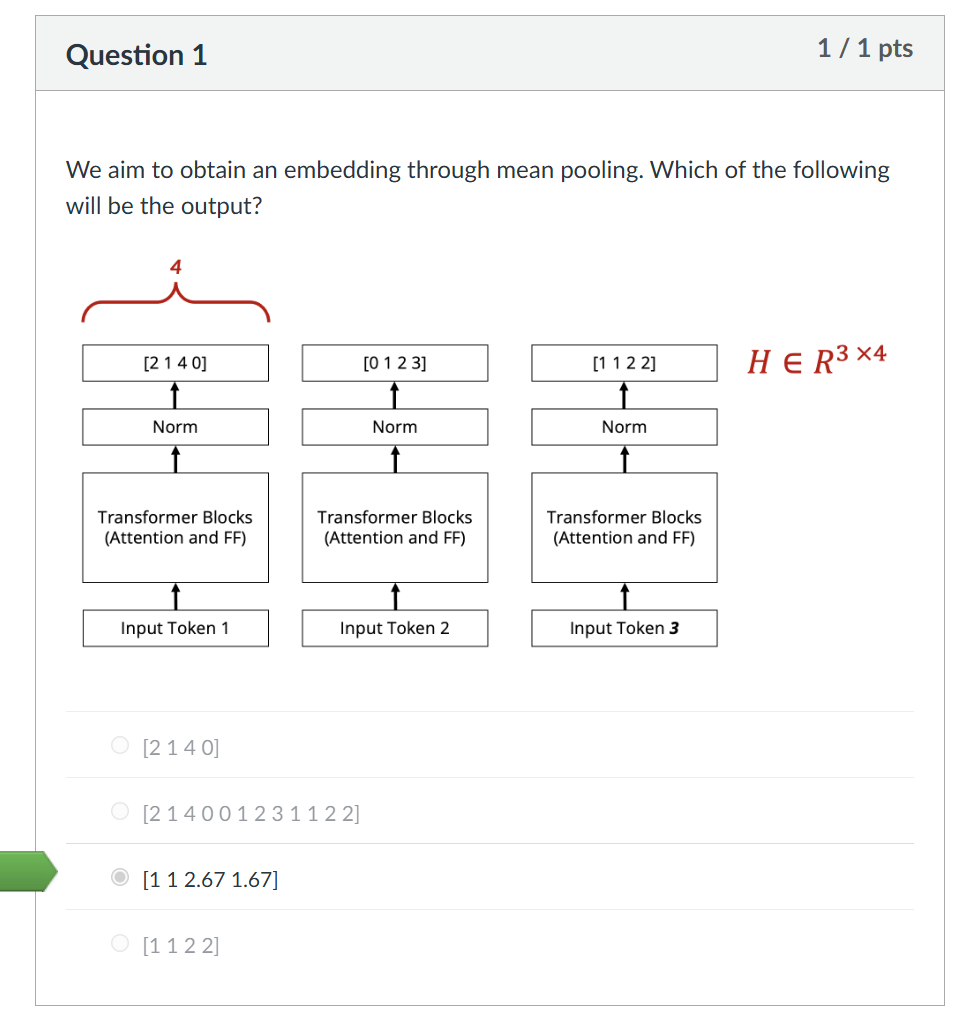 Question 1
1 / 1 pts
We aim to obtain an embedding through mean pooling. Which of the following
will be the output?
4
[2 1 4 0]
[0 1 2 3]
[1 1 2 2]
H ∈ R^{3 ×4}
Norm
Norm
Norm
Transformer Blocks
(Attention and FF)
Transformer Blocks
(Attention and FF)
Transformer Blocks
(Attention and FF)
Input Token 1
Input Token 2
Input Token 3
[2 1 4 0]
[2 1 4 0 0 1 2 3 1 1 2 2]
[1 1 2.67 1.67]
[1 1 2 2]